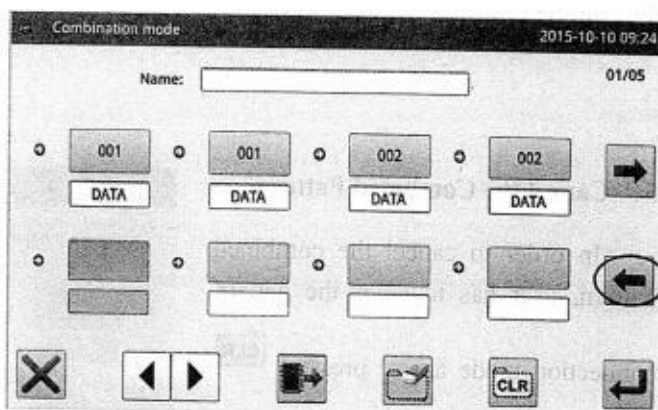 Combination mode 2015-10-10 09:24
Name: 01/05
001 001 002 002
DATA DATA DATA DATA
CLR